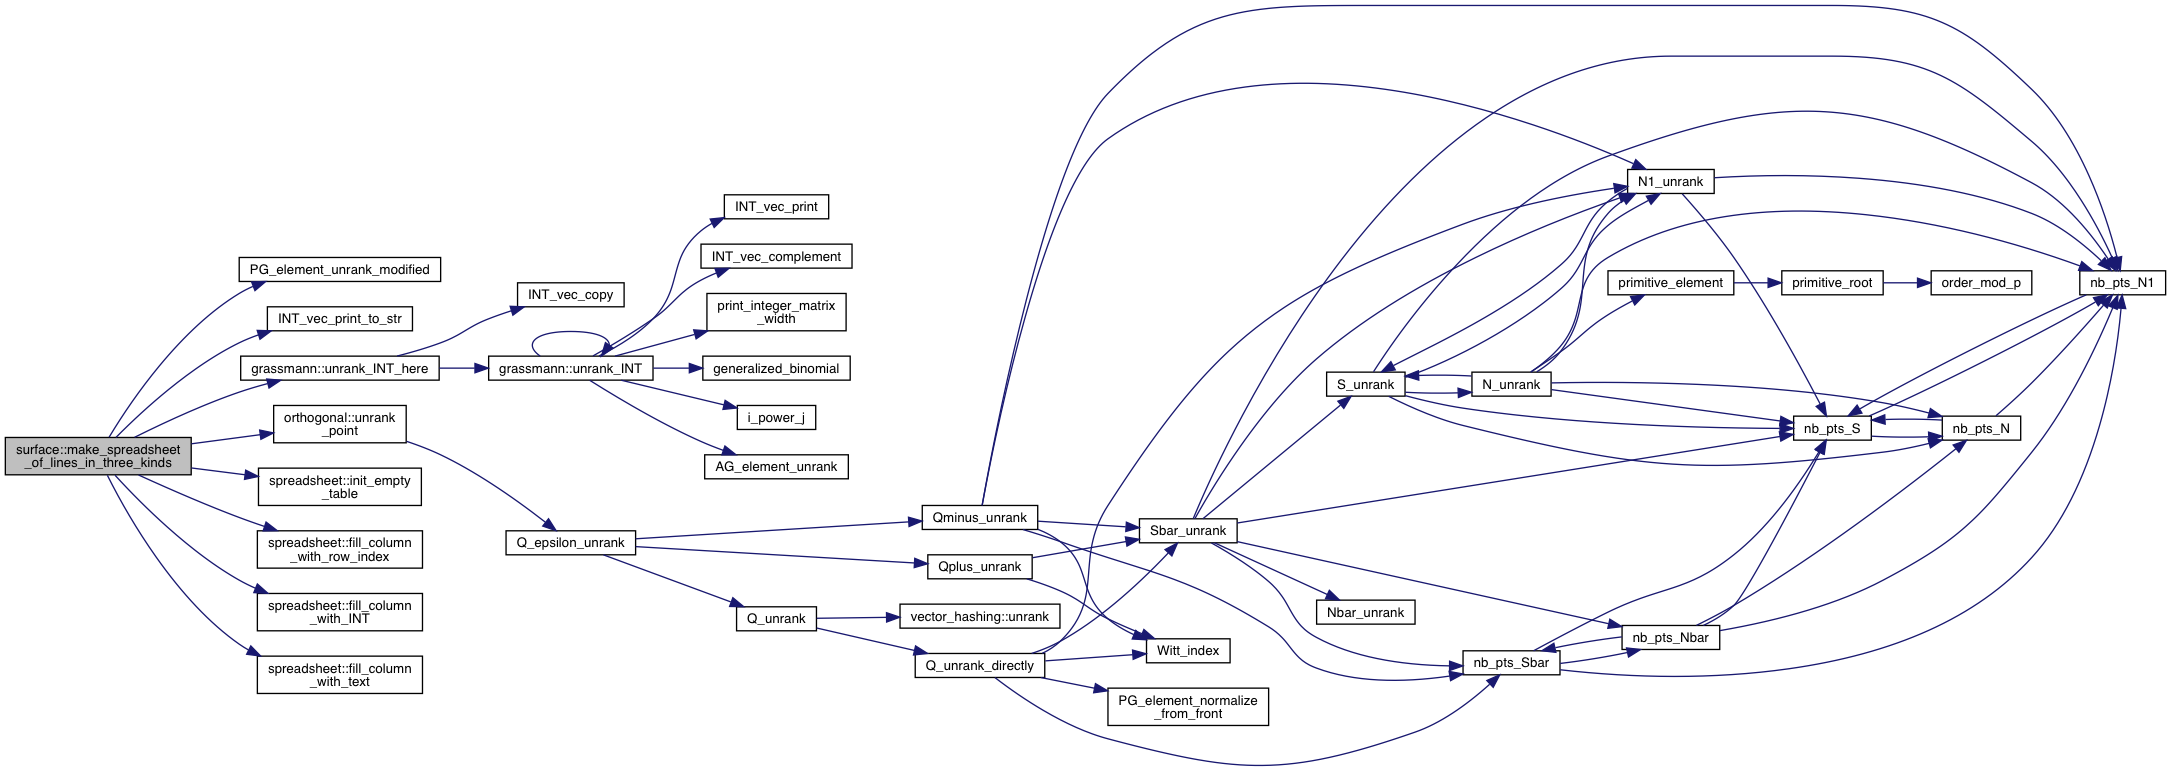 surface::make_spreadsheet
_of_lines_in_three_kinds
PG_element_unrank_modified
INT_vec_print_to_str
grassmann::unrank_INT_here
orthogonal::unrank
_point
spreadsheet::init_empty
_table
spreadsheet::fill_column
_with_row_index
spreadsheet::fill_column
_with_INT
spreadsheet::fill_column
_with_text
INT_vec_copy
grassmann::unrank_INT
Q_epsilon_unrank
INT_vec_print
INT_vec_complement
print_integer_matrix
_width
generalized_binomial
i_power_j
AG_element_unrank
Q_unrank
Qminus_unrank
Qplus_unrank
vector_hashing::unrank
Q_unrank_directly
Sbar_unrank
Witt_index
PG_element_normalize
_from_front
S_unrank
Nbar_unrank
N_unrank
nb_pts_Sbar
N1_unrank
primitive_element
nb_pts_Nbar
primitive_root
nb_pts_S
order_mod_p
nb_pts_N
nb_pts_N1